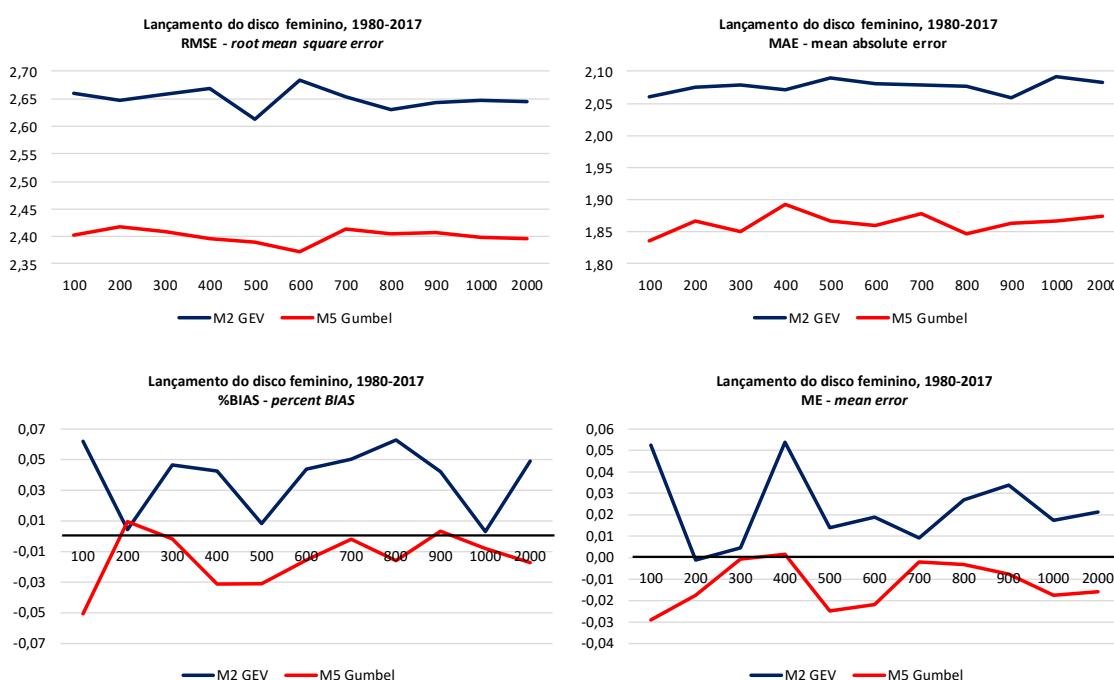 Lançamento do disco feminino, 1980-2017
RMSE - root mean square error
2,70
2,65
2,60
2,55
2,50
2,45
2,40
2,35
100 200 300 400 500 600 700 800 900 1000 2000
M2 GEV M5 Gumbel
Lançamento do disco feminino, 1980-2017
MAE - mean absolute error
2,10
2,05
2,00
1,95
1,90
1,85
1,80
100 200 300 400 500 600 700 800 900 1000 2000
M2 GEV M5 Gumbel
Lançamento do disco feminino, 1980-2017
%BIAS - percent BIAS
0,07
0,05
0,03
0,01
-0,01
-0,03
-0,05
-0,07
100 200 300 400 500 600 700 800 900 1000 2000
M2 GEV M5 Gumbel
Lançamento do disco feminino, 1980-2017
ME - mean error
0,06
0,05
0,04
0,03
0,02
0,01
0,00
-0,01
-0,02
-0,03
-0,04
100 200 300 400 500 600 700 800 900 1000 2000
M2 GEV M5 Gumbel